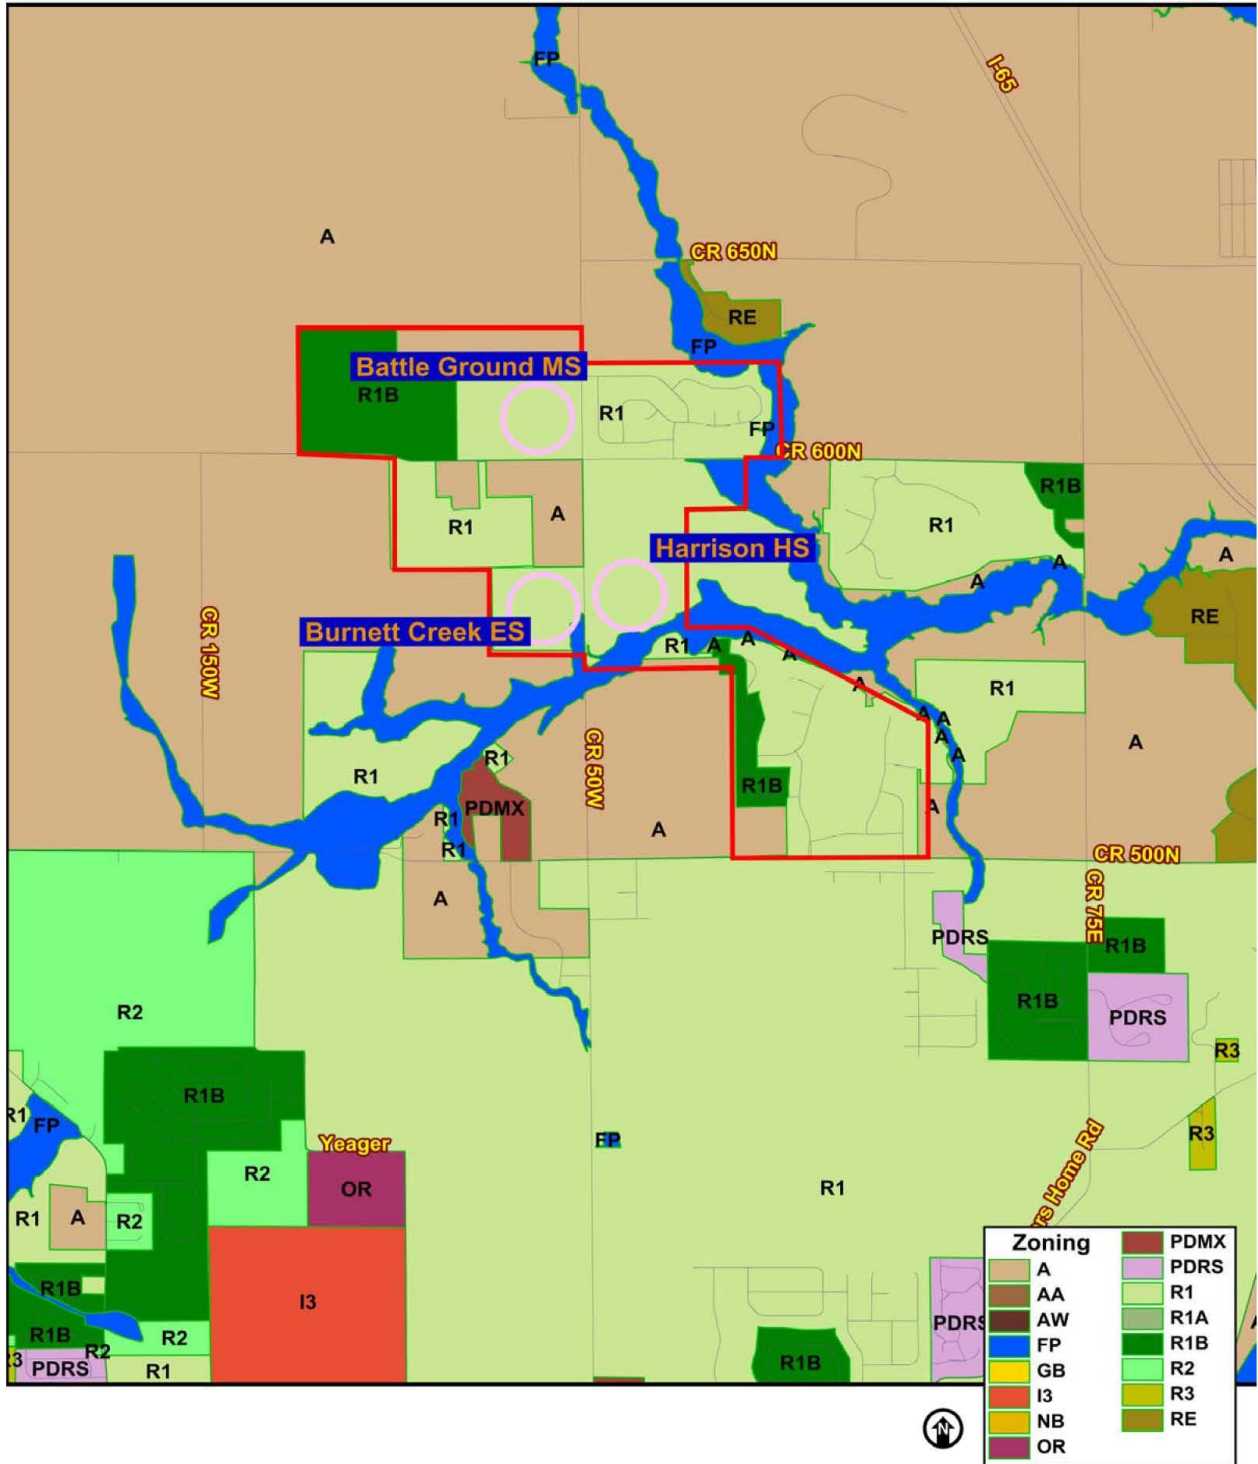 FP
I-65
A
CR 650N
RE
FP
Battle Ground MS
R1B
R1
FP
CR 600N
R1B
R1
A
R1
Harrison HS
A
A
A
CR 150W
Burnett Creek ES
RE
R1
A
A
A
A
R1
A
A
A
A
A
CR 50W
R1
R1
PDMX
R1B
A
R1
R1
A
CR 500N
A
CR 75E
PDRS
R1B
R1B
PDRS
R2
R3
R1B
R1
FP
Yeager
FP
R3
R2
OR
R1
ers Home Rd
R1
A
R2
I3
R1B
R1B
R2
R2
PDRS
R1
PDRS
R1B
Zoning
A
AA
AW
FP
GB
I3
NB
OR
PDMX
PDRS
R1
R1A
R1B
R2
R3
RE
N